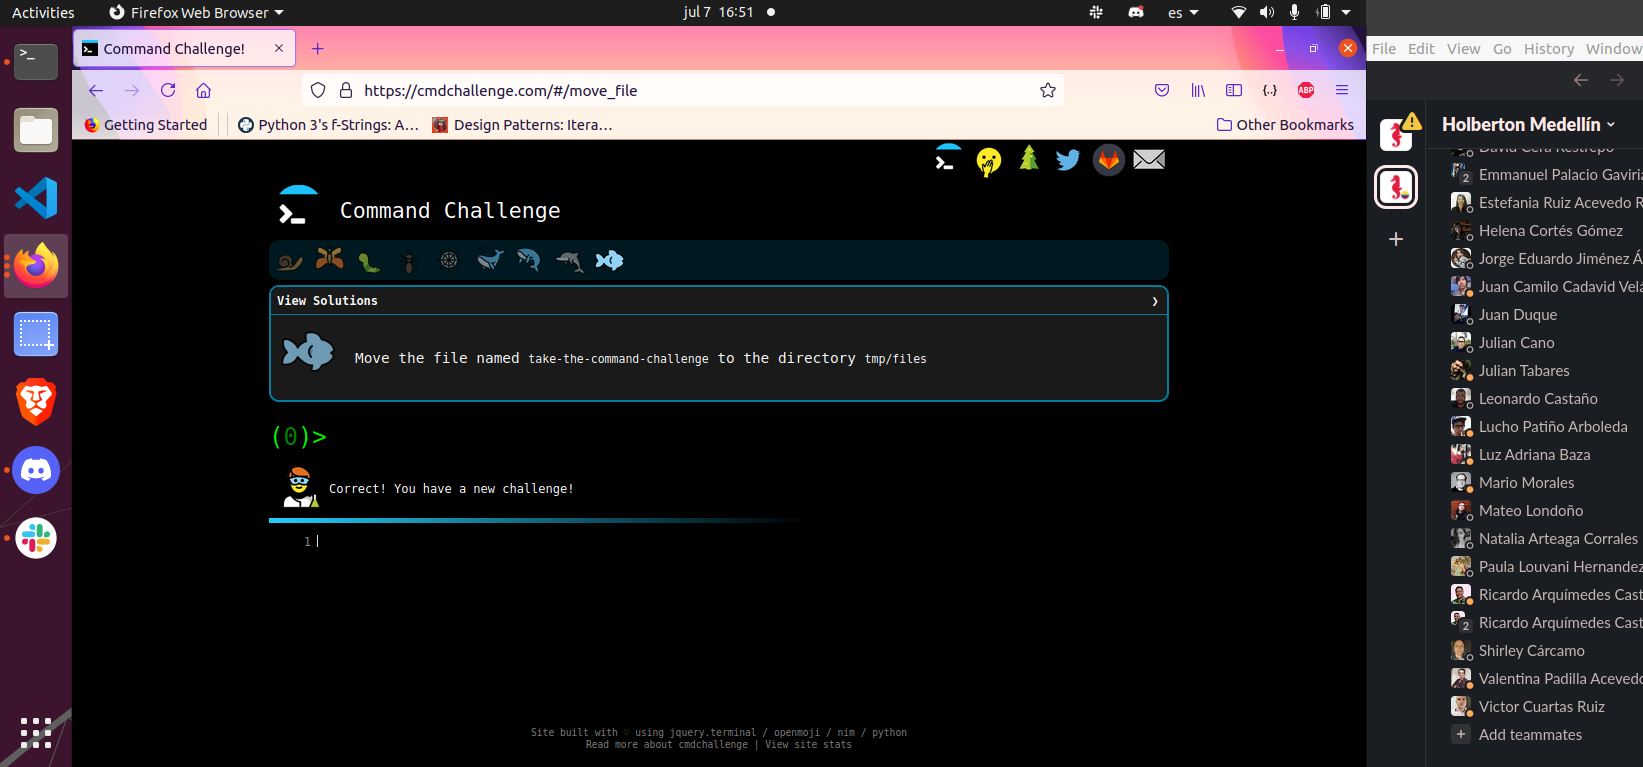 Activities
Firefox Web Browser
jul 7 16:51
es
Command Challenge!
https://cmdchallenge.com/#/move_file
Getting Started
Python 3's f-Strings: A…
Design Patterns: Itera…
Other Bookmarks
ABP
Command Challenge
View Solutions
Move the file named take-the-command-challenge to the directory tmp/files
(0)>
Correct! You have a new challenge!
1
Site built with ♡ using jquery.terminal / openmoji / nim / python
Read more about cmdchallenge | View site stats
File Edit View Go History Window
Holberton Medellín
David Cera Restrepo
2 Emmanuel Palacio Gaviria
Estefania Ruiz Acevedo R
Helena Cortés Gómez
Jorge Eduardo Jiménez Á
Juan Camilo Cadavid Velá
Juan Duque
Julian Cano
Julian Tabares
Leonardo Castaño
Lucho Patiño Arboleda
Luz Adriana Baza
Mario Morales
Mateo Londoño
Natalia Arteaga Corrales
Paula Louvani Hernandez
Ricardo Arquímedes Cast
2 Ricardo Arquímedes Cast
Shirley Cárcamo
Valentina Padilla Acevedo
Victor Cuartas Ruiz
+ Add teammates